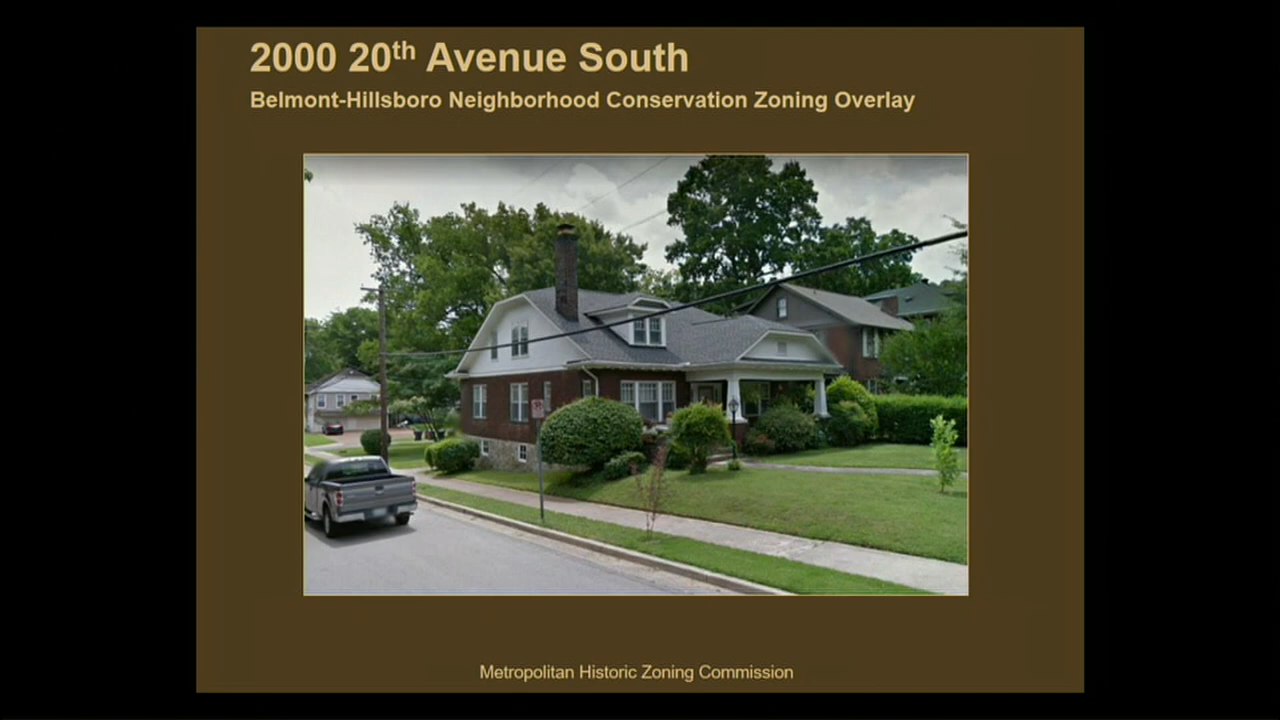 2000 20th Avenue South
Belmont-Hillsboro Neighborhood Conservation Zoning Overlay
Metropolitan Historic Zoning Commission